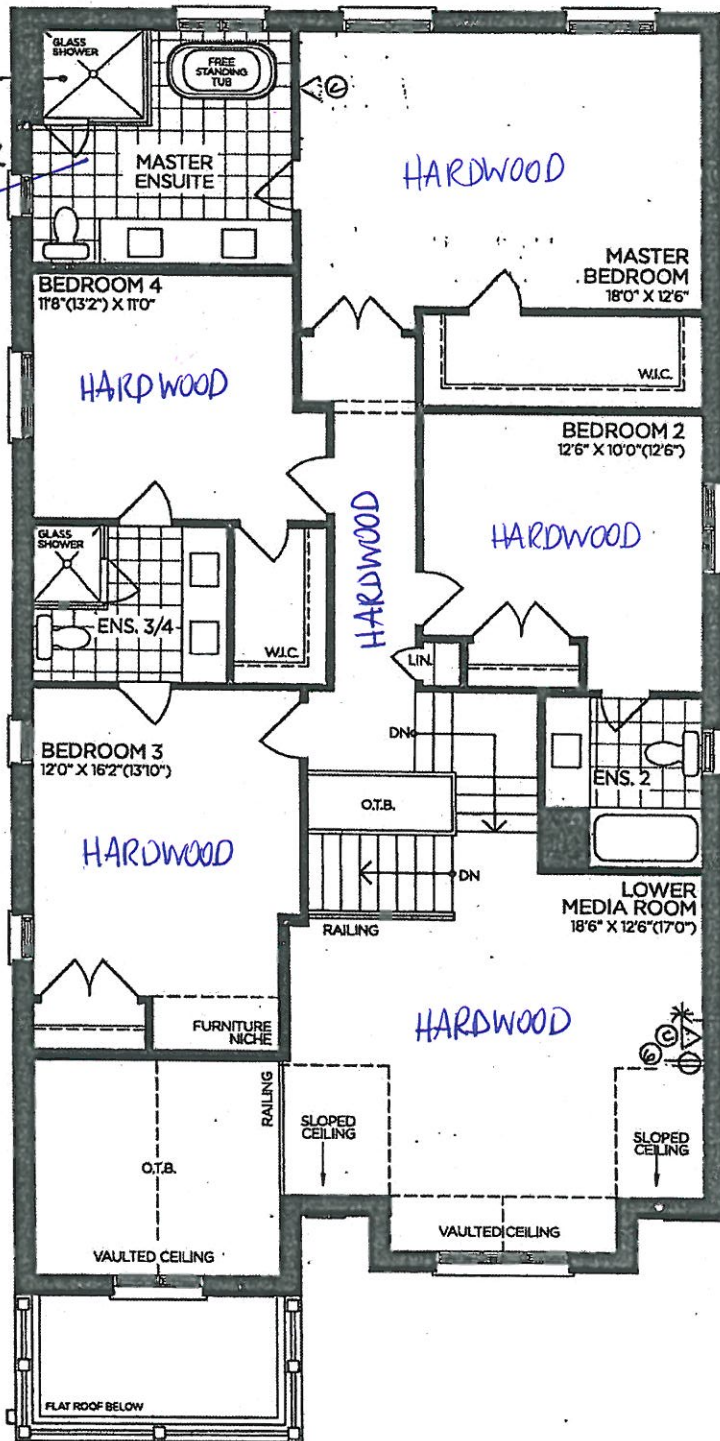 GLASS
SHOWER
FREE
STANDING
TUB
C
MASTER
ENSUITE
HARDWOOD
MASTER
BEDROOM
18'0" X 12'6"
BEDROOM 4
11'8"(13'2") X 11'0"
HARDWOOD
W.I.C.
BEDROOM 2
12'6" X 10'0"(12'6")
HARDWOOD
HARDWOOD
GLASS
SHOWER
ENS. 3/4
W.I.C.
LIN.
DN
BEDROOM 3
12'0" X 16'2"(13'10")
ENS. 2
O.T.B.
HARDWOOD
DN
LOWER
MEDIA ROOM
18'6" X 12'6"(17'0")
RAILING
HARDWOOD
C
6
FURNITURE
NICHE
RAILING
SLOPED
CEILING
SLOPED
CEILING
O.T.B.
VAULTED CEILING
VAULTED CEILING
FLAT ROOF BELOW